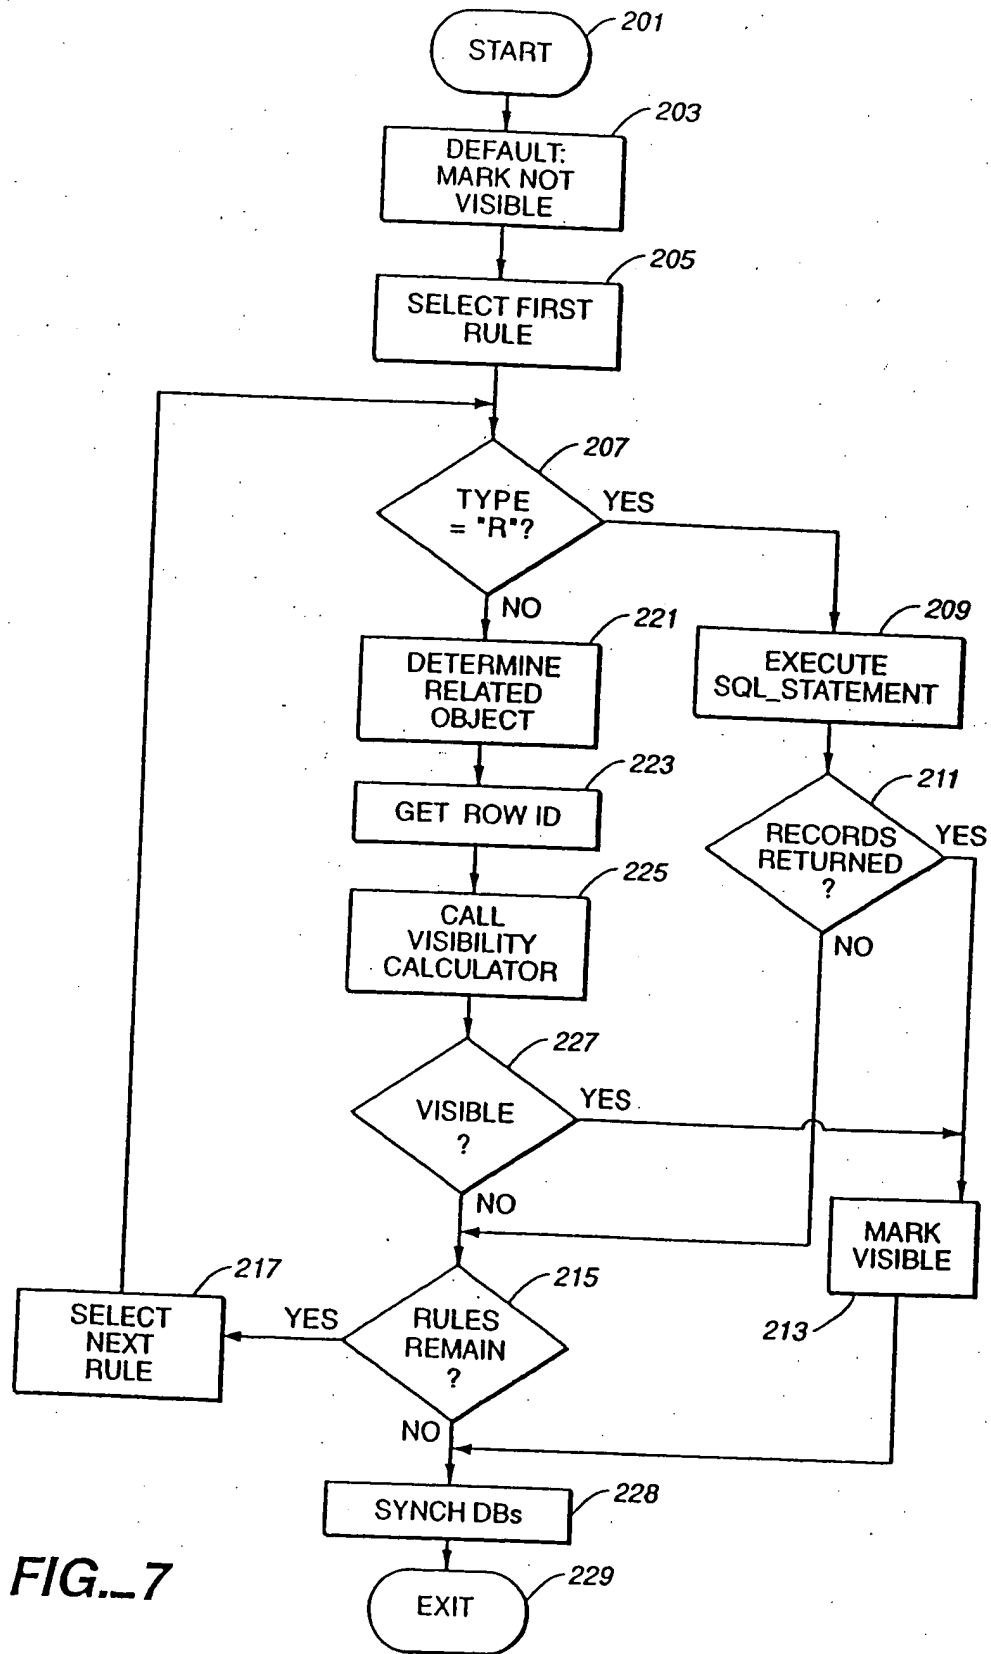 START
201
DEFAULT:
MARK NOT
VISIBLE
203
SELECT FIRST
RULE
205
TYPE
= "R"?
207
YES
NO
DETERMINE
RELATED
OBJECT
221
EXECUTE
SQL_STATEMENT
209
GET ROW ID
223
RECORDS
RETURNED
?
211
YES
NO
CALL
VISIBILITY
CALCULATOR
225
VISIBLE
?
227
YES
NO
MARK
VISIBLE
213
RULES
REMAIN
?
215
YES
NO
SELECT
NEXT
RULE
217
SYNCH DBs
228
EXIT
229
FIG._7